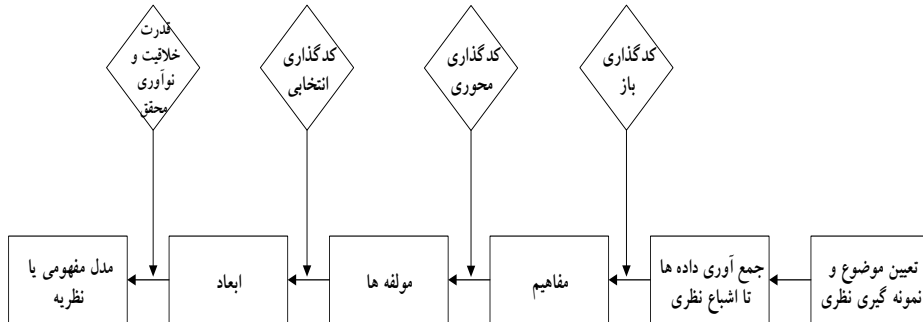 کدگذاری
باز
کدگذاری
محوری
کدگذاری
انتخابی
قدرت
خلاقیت و
نوآوری
محقق
تعیین موضوع و
نمونه گیری نظری
جمع آوری داده ها
تا اشباع نظری
مفاهیم
مولفه ها
ابعاد
مدل مفهومی یا
نظریه